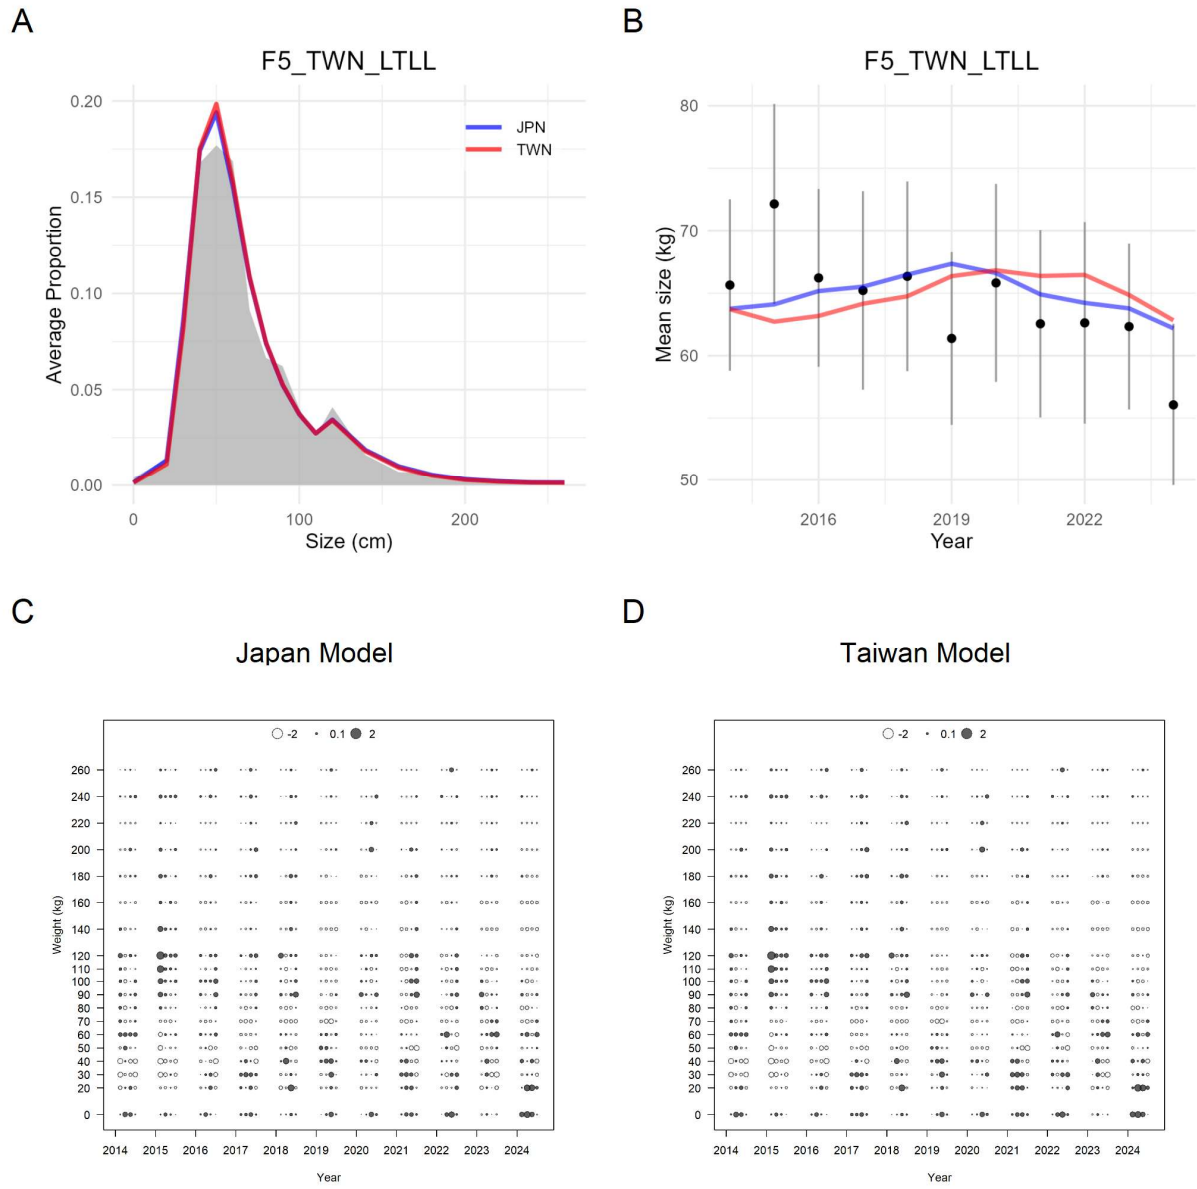 A
F5_TWN_LTLL
Average Proportion
0.20
0.15
0.10
0.05
0.00
JPN
TWN
0 100 200
Size (cm)
B
F5_TWN_LTLL
Mean size (kg)
80
70
60
50
2016 2019 2022
Year
C
Japan Model
-2 0.1 2
Weight (kg)
260
240
220
200
180
160
140
120
110
100
90
80
70
60
50
40
30
20
0
2014 2015 2016 2017 2018 2019 2020 2021 2022 2023 2024
Year
D
Taiwan Model
-2 0.1 2
Weight (kg)
260
240
220
200
180
160
140
120
110
100
90
80
70
60
50
40
30
20
0
2014 2015 2016 2017 2018 2019 2020 2021 2022 2023 2024
Year